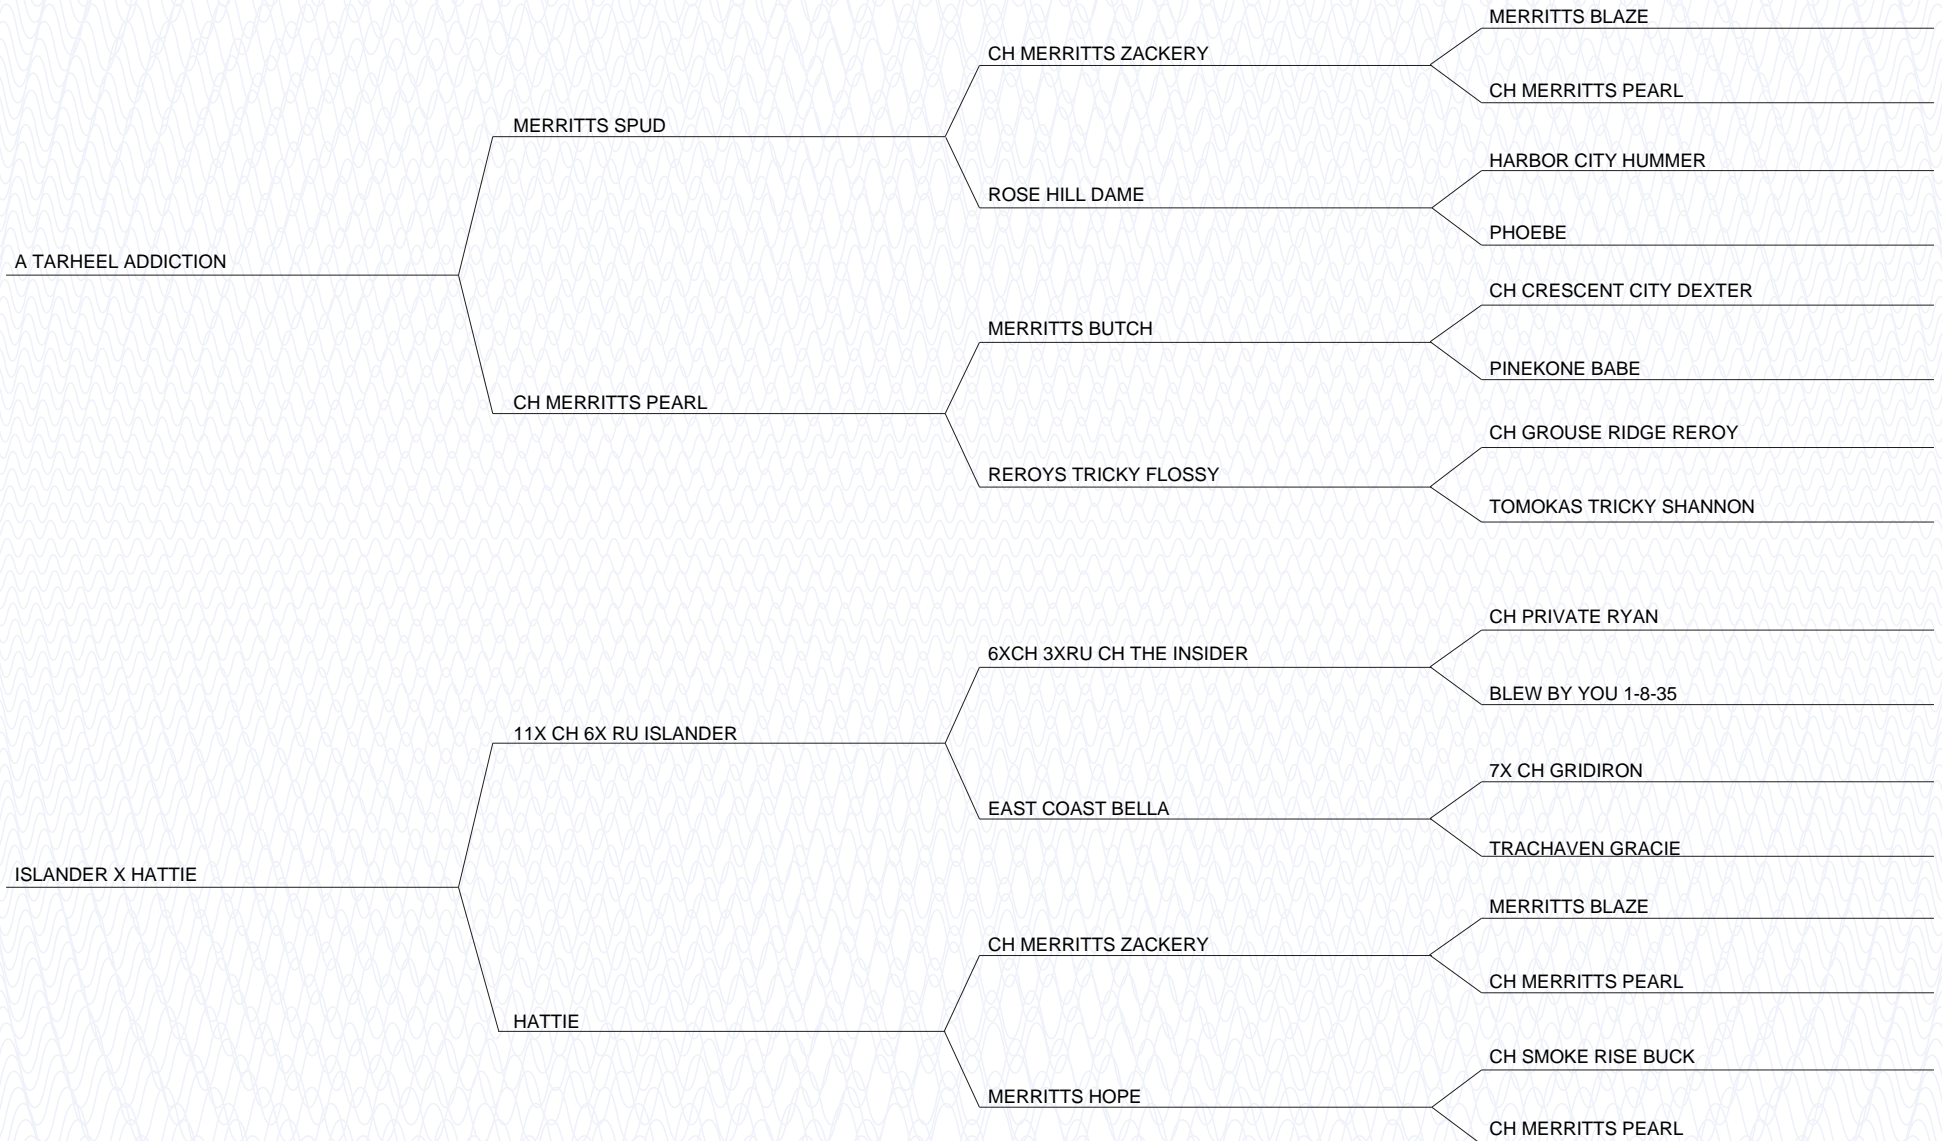 MERRITTS BLAZE
CH MERRITTS ZACKERY
CH MERRITTS PEARL
MERRITTS SPUD
HARBOR CITY HUMMER
ROSE HILL DAME
PHOEBE
A TARHEEL ADDICTION
CH CRESCENT CITY DEXTER
MERRITTS BUTCH
PINEKONE BABE
CH MERRITTS PEARL
CH GROUSE RIDGE REROY
REROYS TRICKY FLOSSY
TOMOKAS TRICKY SHANNON
CH PRIVATE RYAN
6XCH 3XRU CH THE INSIDER
BLEW BY YOU 1-8-35
11X CH 6X RU ISLANDER
7X CH GRIDIRON
EAST COAST BELLA
TRACHAVEN GRACIE
ISLANDER X HATTIE
MERRITTS BLAZE
CH MERRITTS ZACKERY
CH MERRITTS PEARL
HATTIE
CH SMOKE RISE BUCK
MERRITTS HOPE
CH MERRITTS PEARL